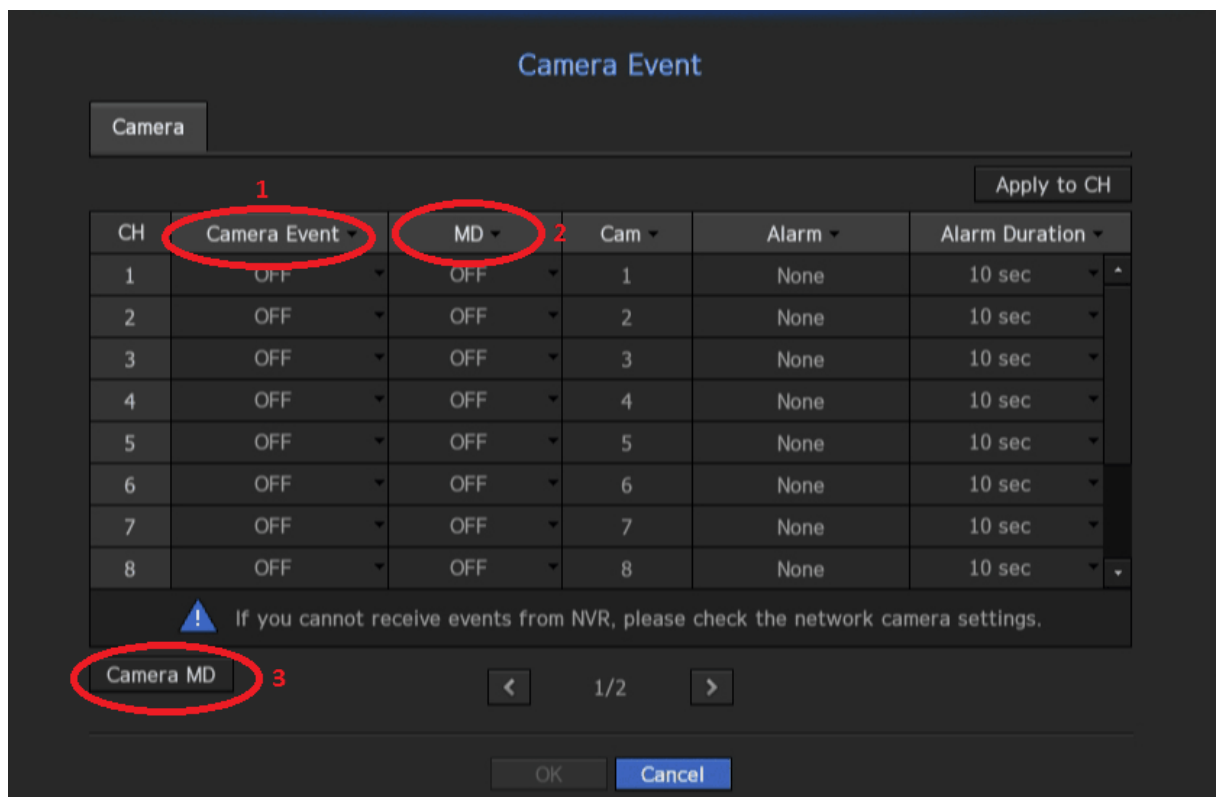 Camera Event
Camera
Apply to CH
1
CH Camera Event MD 2 Cam Alarm Alarm Duration
1 OFF OFF 1 None 10 sec
2 OFF OFF 2 None 10 sec
3 OFF OFF 3 None 10 sec
4 OFF OFF 4 None 10 sec
5 OFF OFF 5 None 10 sec
6 OFF OFF 6 None 10 sec
7 OFF OFF 7 None 10 sec
8 OFF OFF 8 None 10 sec
! If you cannot receive events from NVR, please check the network camera settings.
Camera MD 3 < 1/2 >
OK Cancel